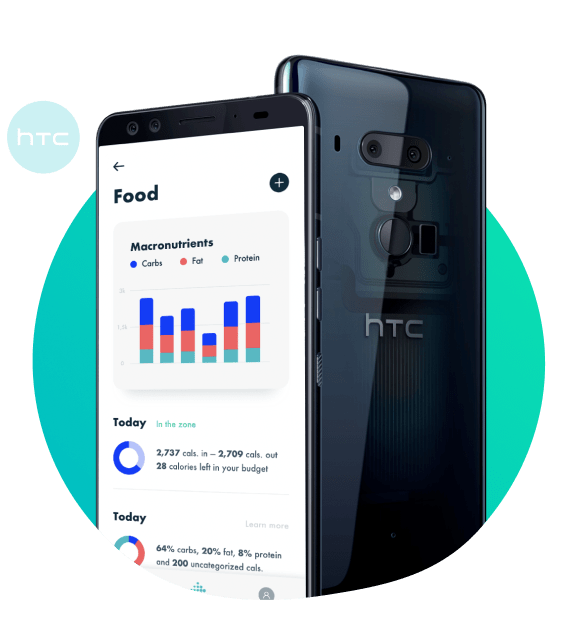 hTC
Food
Macronutrients
Carbs Fat Protein
2k
1,0k
0
hTC
Today In the zone
2,737 cals. in – 2,709 cals. out
28 calories left in your budget
Today Learn more
64% carbs, 20% fat, 8% protein
and 200 uncategorized cals.